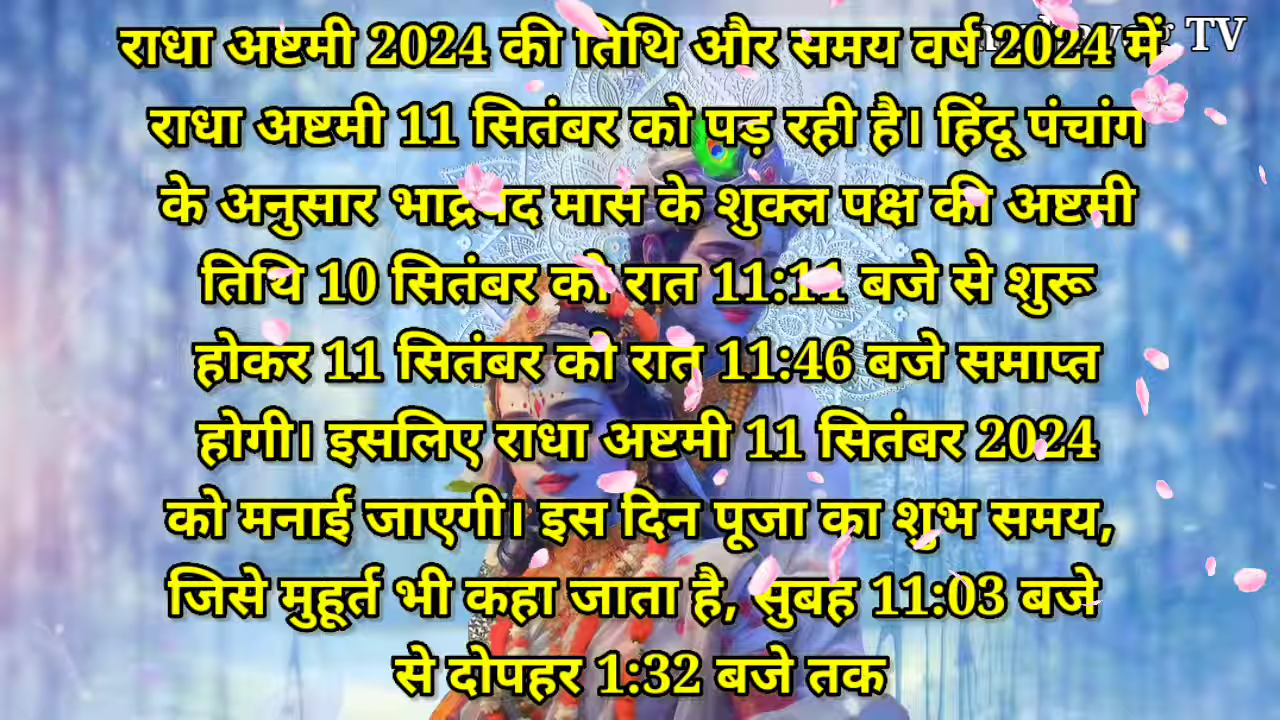 राधा अष्टमी 2024 की तिथि और समय वर्ष 2024 में
TV
राधा अष्टमी 11 सितंबर को पड़ रही है। हिंदू पंचांग
के अनुसार भाद्रपद मास के शुक्ल पक्ष की अष्टमी
तिथि 10 सितंबर को रात 11:11 बजे से शुरू
होकर 11 सितंबर को रात 11:46 बजे समाप्त
होगी। इसलिए राधा अष्टमी 11 सितंबर 2024
को मनाई जाएगी। इस दिन पूजा का शुभ समय,
जिसे मुहूर्त भी कहा जाता है, सुबह 11:03 बजे
से दोपहर 1:32 बजे तक